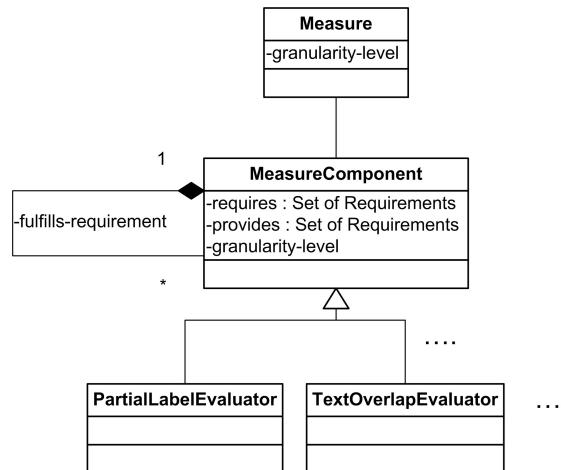 Measure
-granularity-level
1
MeasureComponent
-requires : Set of Requirements
-fulfills-requirement
-provides : Set of Requirements
-granularity-level
*
....
PartialLabelEvaluator
TextOverlapEvaluator
...